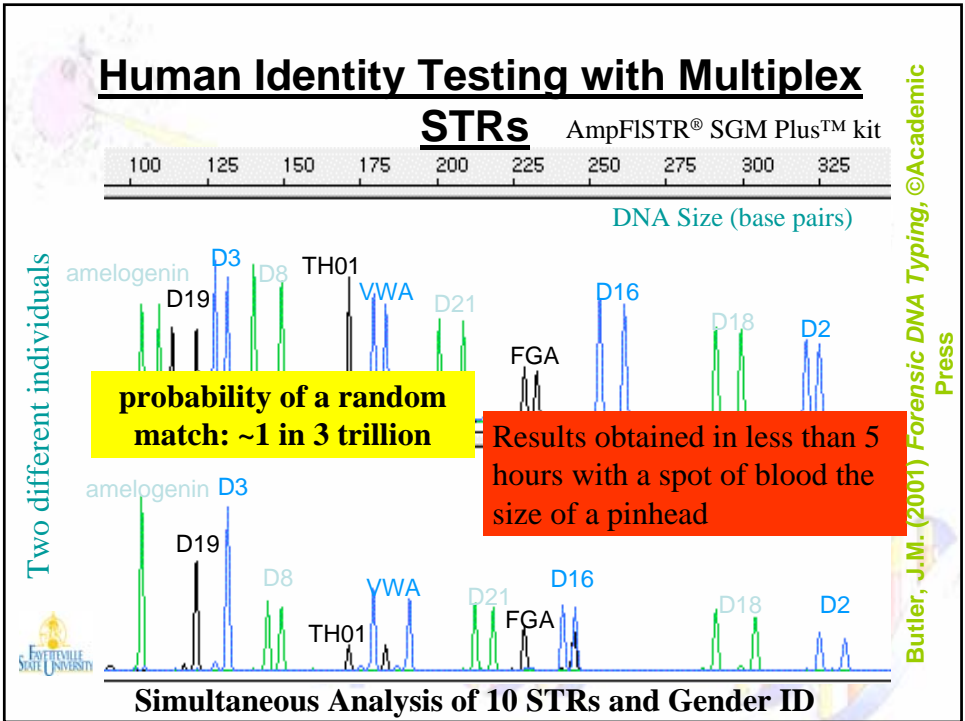 Human Identity Testing with Multiplex
STRs
AmpFlSTR® SGM Plus™ kit
100 125 150 175 200 225 250 275 300 325
DNA Size (base pairs)
Two different individuals
amelogenin
D19
D3
D8
TH01
VWA
D21
FGA
D16
D18
D2
probability of a random
match: ~1 in 3 trillion
Results obtained in less than 5
hours with a spot of blood the
size of a pinhead
amelogenin
D19
D3
D8
TH01
VWA
D21
FGA
D16
D18
D2
FAYETTEVILLE
STATE UNIVERSITY
Simultaneous Analysis of 10 STRs and Gender ID
Butler, J.M. (2001) Forensic DNA Typing, ©Academic
Press